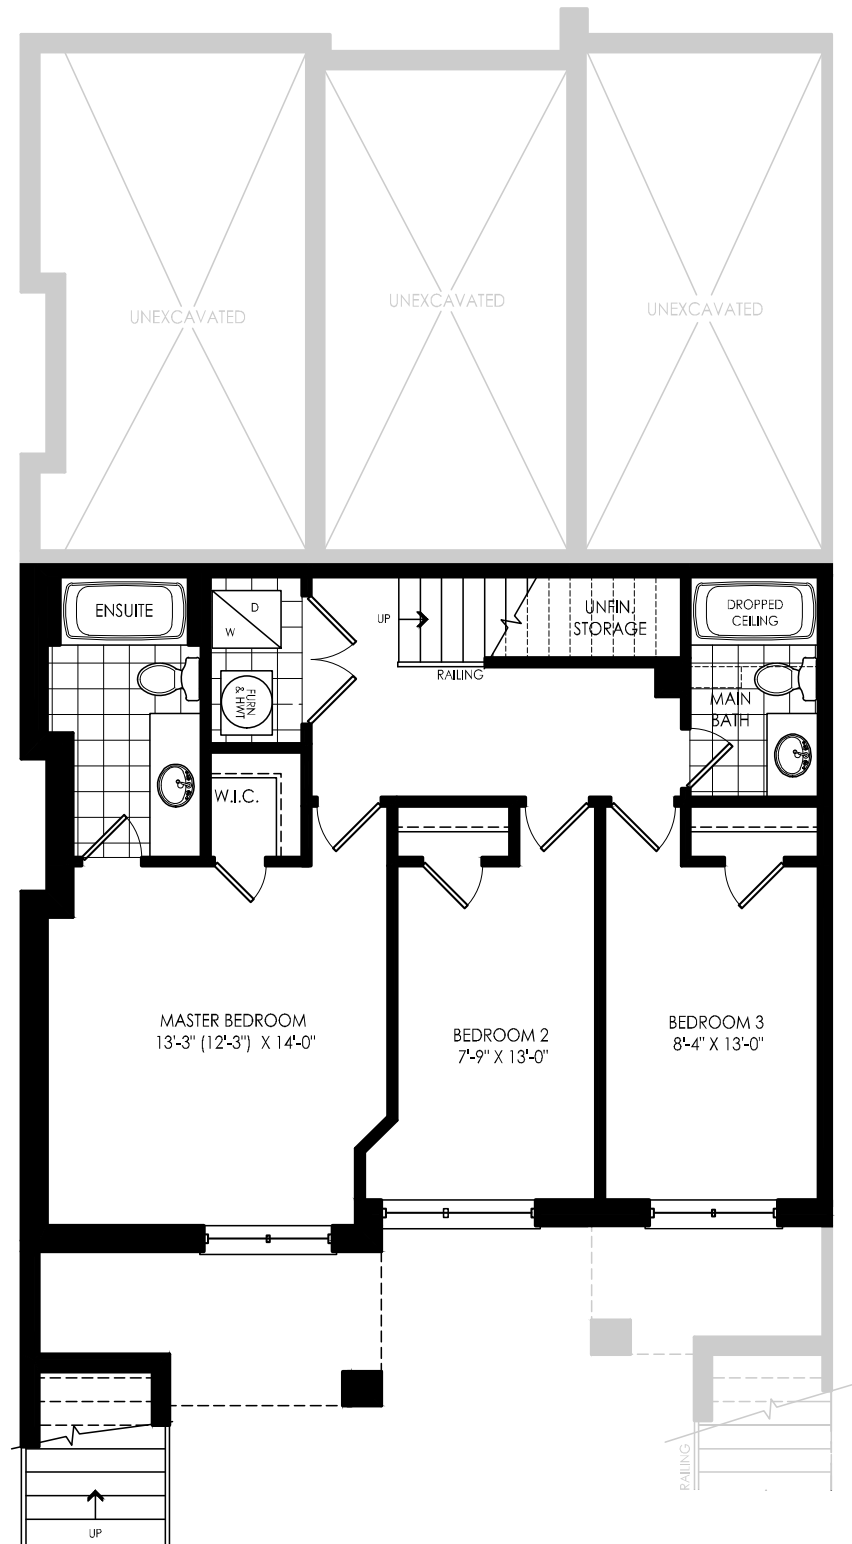 UNEXCAVATED
UNEXCAVATED
UNEXCAVATED
ENSUITE
D
W
FURN
& HWT
UP
RAILING
UNFIN.
STORAGE
DROPPED
CEILING
MAIN
BATH
W.I.C.
MASTER BEDROOM
13'-3" (12'-3") X 14'-0"
BEDROOM 2
7'-9" X 13'-0"
BEDROOM 3
8'-4" X 13'-0"
RAILING
UP